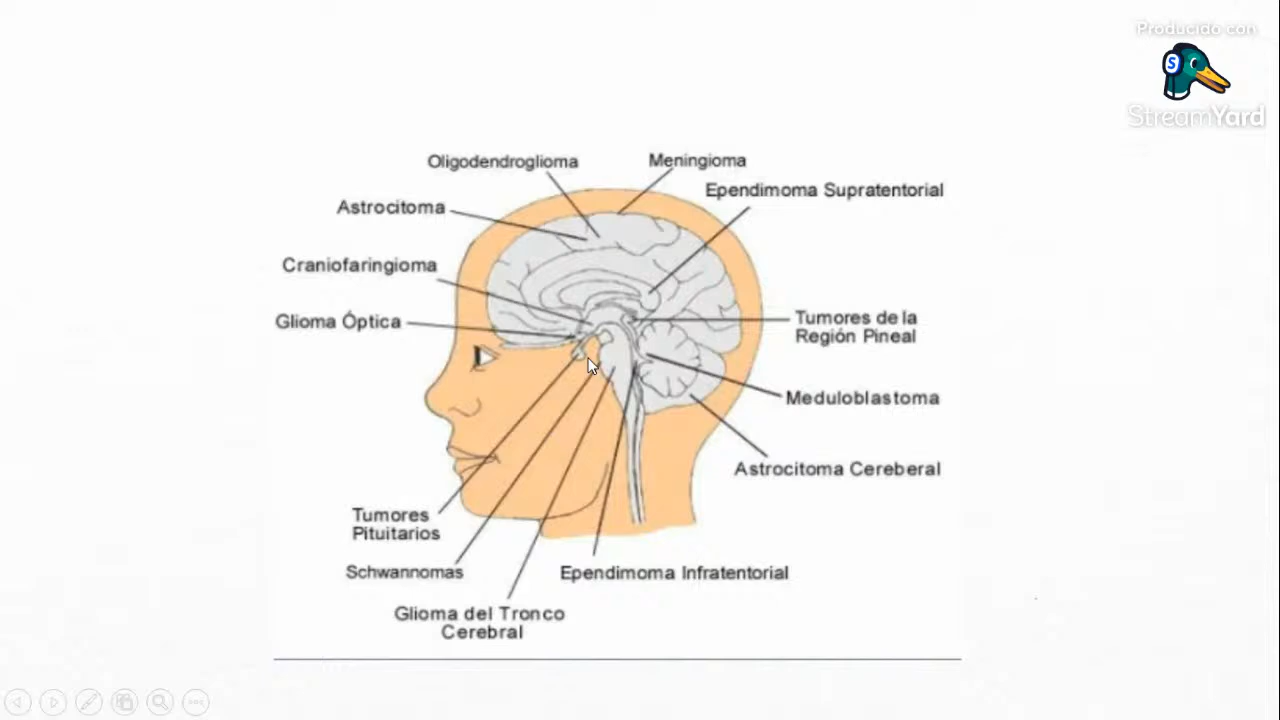 Producido con
StreamYard
Oligodendroglioma
Meningioma
Ependimoma Supratentorial
Astrocitoma
Craniofaringioma
Glioma Óptica
Tumores de la
Región Pineal
Meduloblastoma
Astrocitoma Cereberal
Tumores
Pituitarios
Schwannomas
Ependimoma Infratentorial
Glioma del Tronco
Cerebral